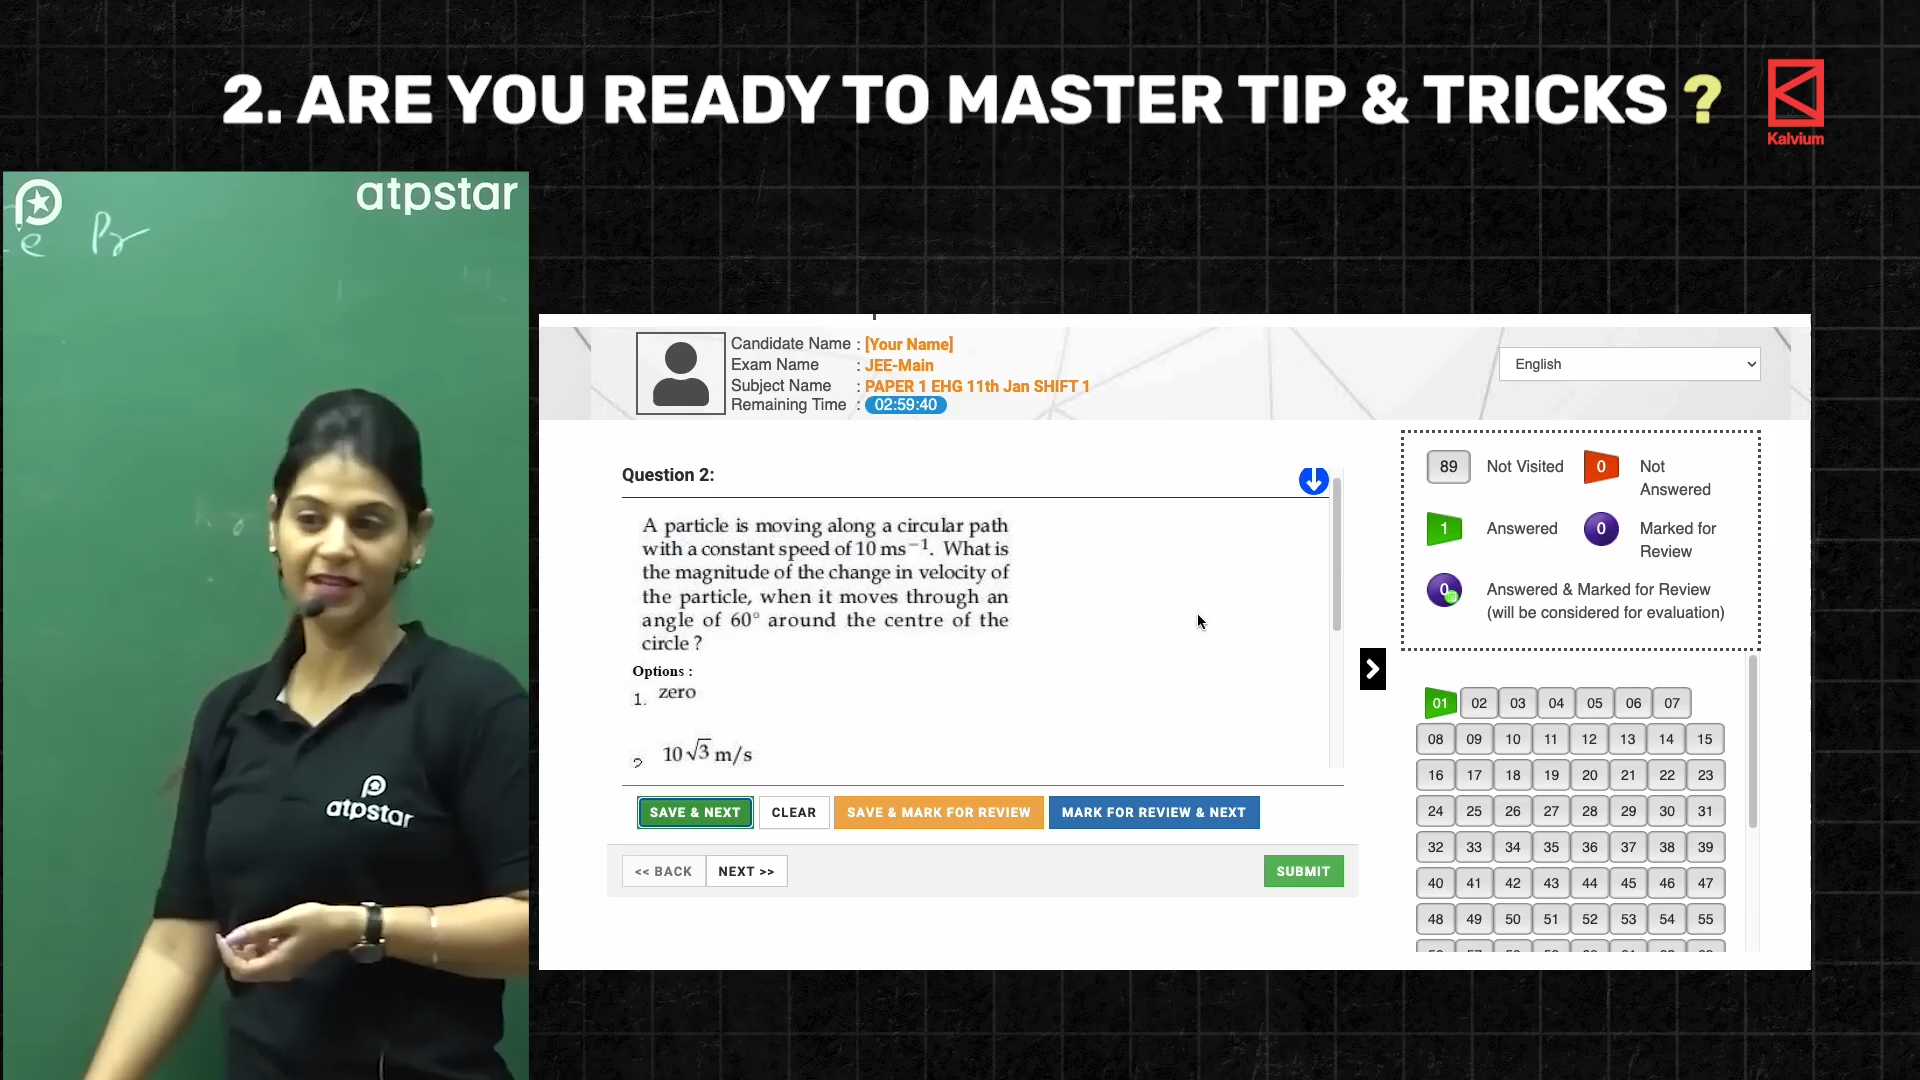 2. ARE YOU READY TO MASTER TIP & TRICKS ?
Kalvium
atpstar
e Pr
atpstar
Candidate Name : [Your Name]
Exam Name : JEE-Main
Subject Name : PAPER 1 EHG 11th Jan SHIFT 1
Remaining Time : 02:59:40
English
Question 2:
A particle is moving along a circular path
with a constant speed of 10 ms⁻¹. What is
the magnitude of the change in velocity of
the particle, when it moves through an
angle of 60° around the centre of the
circle ?
Options :
1. zero
2 10√3 m/s
SAVE & NEXT CLEAR SAVE & MARK FOR REVIEW MARK FOR REVIEW & NEXT
<< BACK NEXT >> SUBMIT
89 Not Visited 0 Not
Answered
1 Answered 0 Marked for
Review
0 Answered & Marked for Review
(will be considered for evaluation)
01 02 03 04 05 06 07
08 09 10 11 12 13 14 15
16 17 18 19 20 21 22 23
24 25 26 27 28 29 30 31
32 33 34 35 36 37 38 39
40 41 42 43 44 45 46 47
48 49 50 51 52 53 54 55